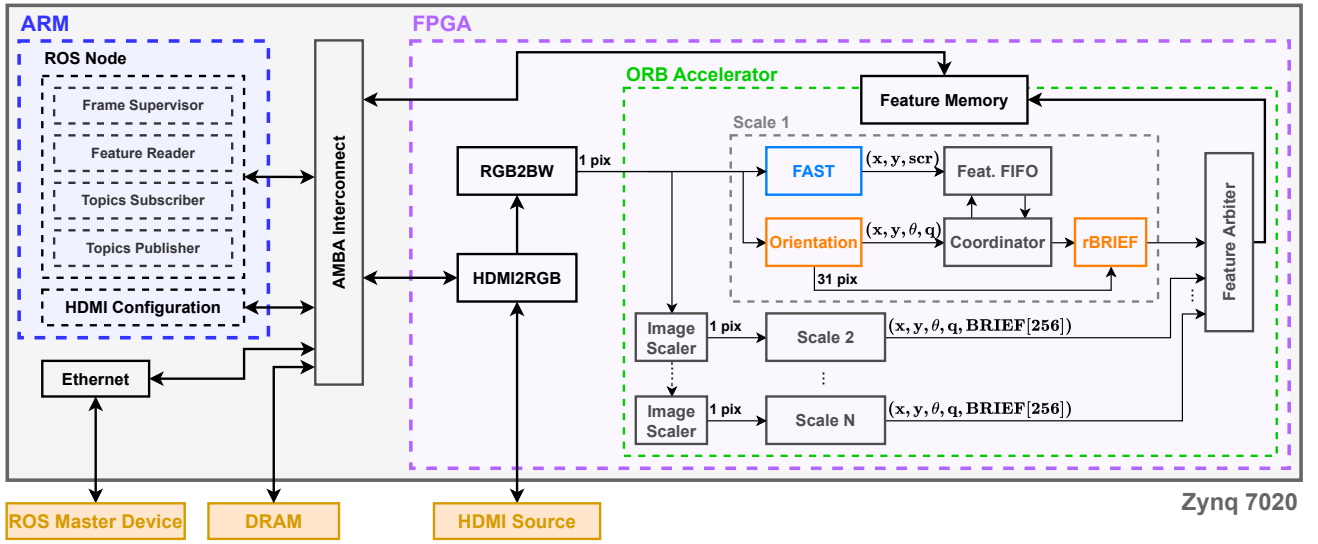 ARM
FPGA
ROS Node
Frame Supervisor
Feature Reader
Topics Subscriber
Topics Publisher
HDMI Configuration
Ethernet
AMBA Interconnect
RGB2BW
HDMI2RGB
1 pix
ORB Accelerator
Feature Memory
Scale 1
FAST
(x, y, scr)
Feat. FIFO
Orientation
(x, y, θ, q)
Coordinator
rBRIEF
31 pix
Feature Arbiter
Image
Scaler
1 pix
Scale 2
(x, y, θ, q, BRIEF[256])
Image
Scaler
1 pix
Scale N
(x, y, θ, q, BRIEF[256])
Zynq 7020
ROS Master Device
DRAM
HDMI Source